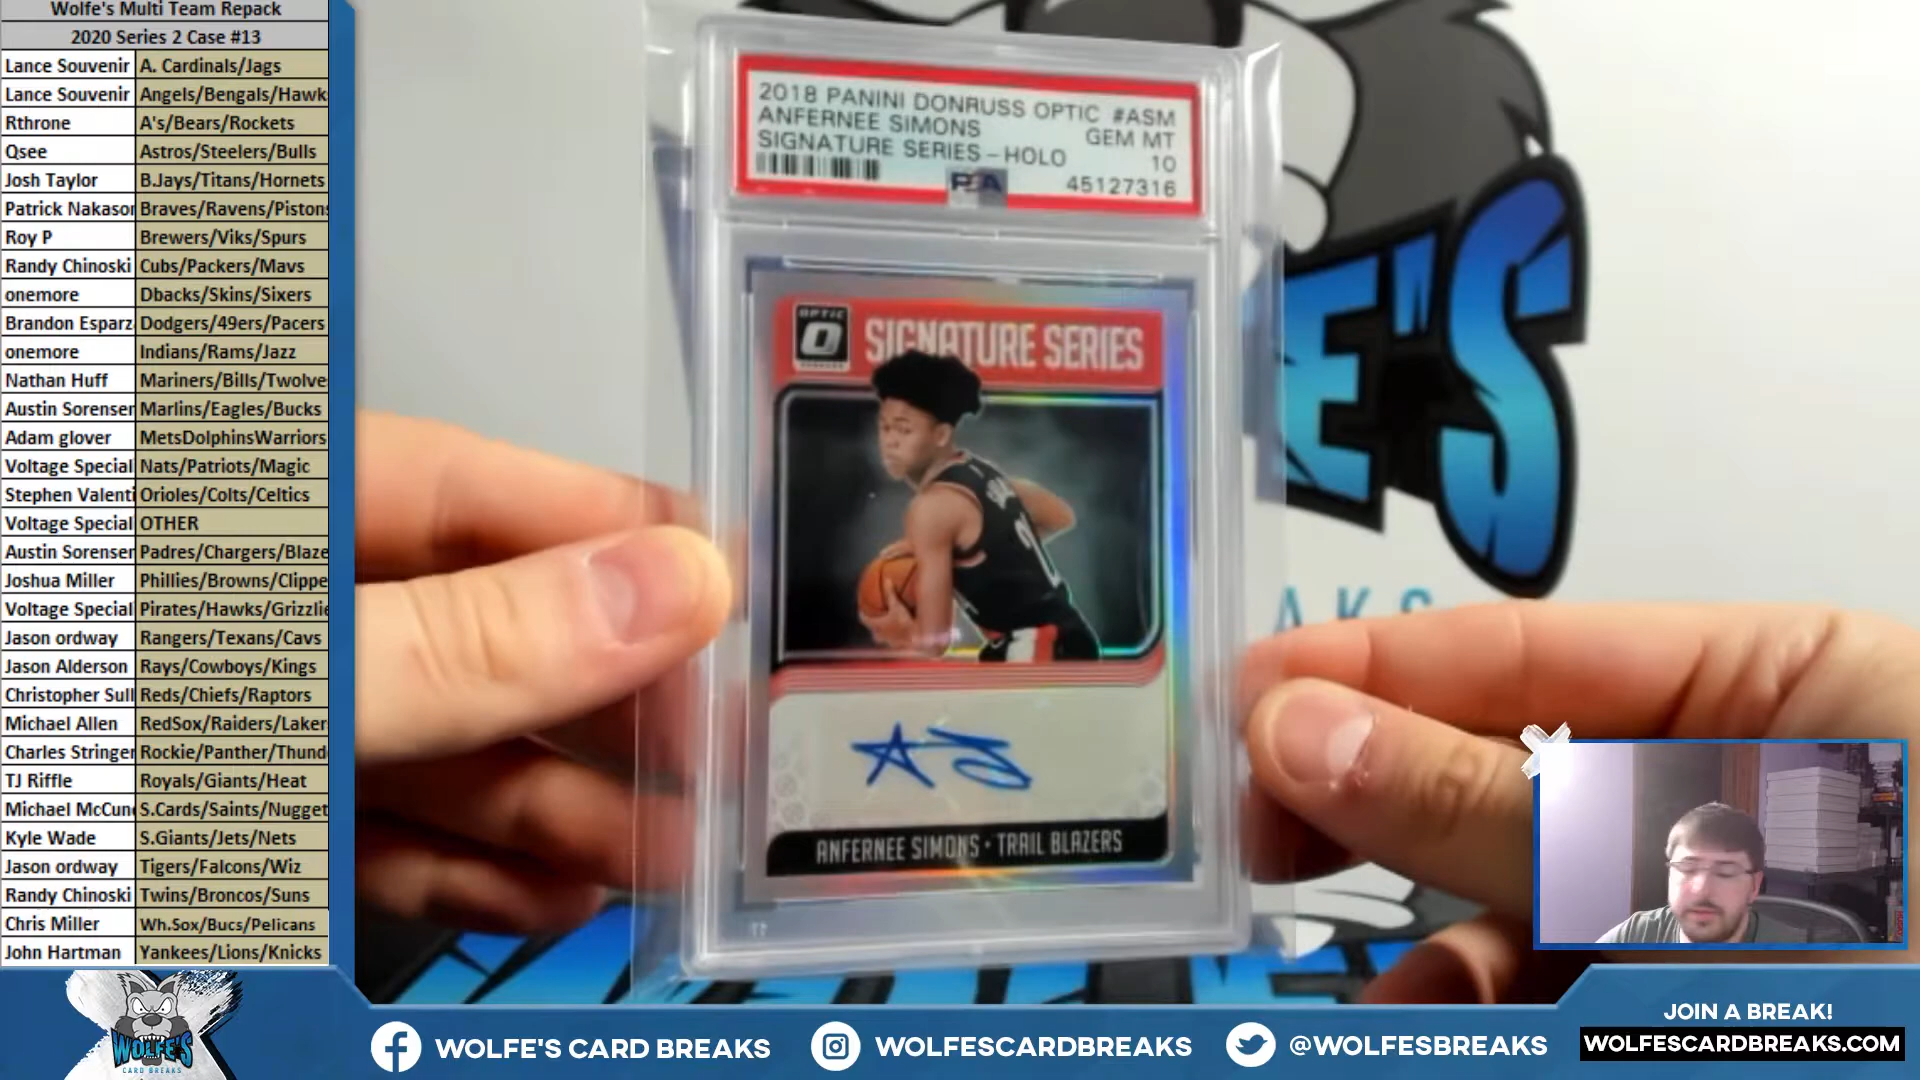 Wolfe's Multi Team Repack
2020 Series 2 Case #13
Lance Souvenir A. Cardinals/Jags
Lance Souvenir Angels/Bengals/Hawk
Rthrone A's/Bears/Rockets
Qsee Astros/Steelers/Bulls
Josh Taylor B.Jays/Titans/Hornets
Patrick Nakasor Braves/Ravens/Pistons
Roy P Brewers/Viks/Spurs
Randy Chinoski Cubs/Packers/Mavs
onemore Dbacks/Skins/Sixers
Brandon Esparz Dodgers/49ers/Pacers
onemore Indians/Rams/Jazz
Nathan Huff Mariners/Bills/Twolve
Austin Sorenser Marlins/Eagles/Bucks
Adam glover MetsDolphinsWarriors
Voltage Special Nats/Patriots/Magic
Stephen Valenti Orioles/Colts/Celtics
Voltage Special OTHER
Austin Sorenser Padres/Chargers/Blaze
Joshua Miller Phillies/Browns/Clippe
Voltage Special Pirates/Hawks/Grizzlie
Jason ordway Rangers/Texans/Cavs
Jason Alderson Rays/Cowboys/Kings
Christopher Sull Reds/Chiefs/Raptors
Michael Allen RedSox/Raiders/Laker
Charles Stringer Rockie/Panther/Thund
TJ Riffle Royals/Giants/Heat
Michael McCun S.Cards/Saints/Nugget
Kyle Wade S.Giants/Jets/Nets
Jason ordway Tigers/Falcons/Wiz
Randy Chinoski Twins/Broncos/Suns
Chris Miller Wh.Sox/Bucs/Pelicans
John Hartman Yankees/Lions/Knicks
2018 PANINI DONRUSS OPTIC #ASM
ANFERNEE SIMONS GEM MT
SIGNATURE SERIES - HOLO 10
PSA 45127316
OPTIC
SIGNATURE SERIES
ANFERNEE SIMONS • TRAIL BLAZERS
E'S
AKS
WOLFE'S
CARD BREAKS
WOLFE'S CARD BREAKS
WOLFESCARDBREAKS
@WOLFESBREAKS
JOIN A BREAK!
WOLFESCARDBREAKS.COM